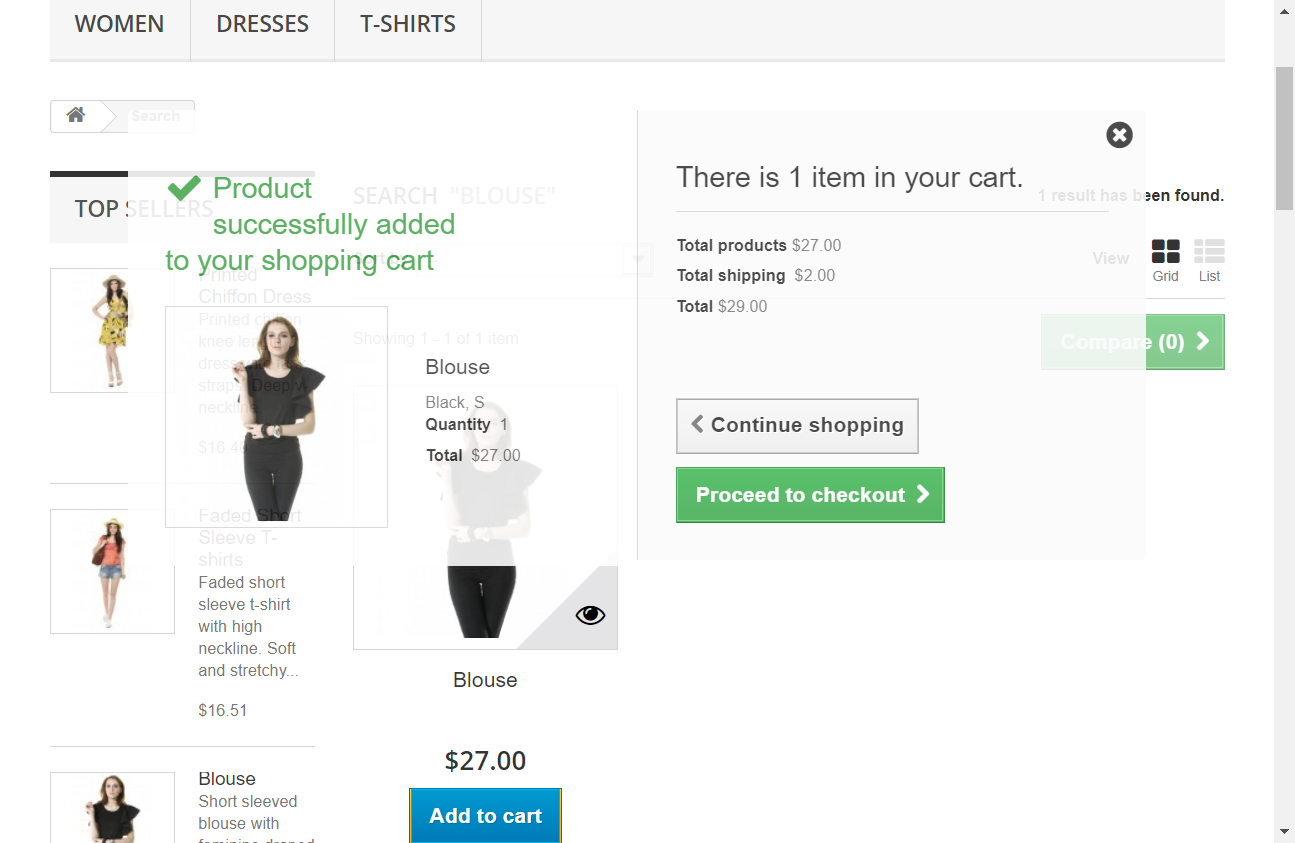 WOMEN
DRESSES
T-SHIRTS
Search
There is 1 item in your cart.
Product
successfully added
to your shopping cart
SEARCH "BLOUSE"
1 result has been found.
TOP SELLERS
Total products $27.00
Total shipping $2.00
Total $29.00
View
Grid
List
Printed
Chiffon Dress
Printed chiffon
knee length
dress
straps. Deep V-
neckline.
Showing 1 - 1 of 1 item
Compare (0)
Blouse
Black, S
Quantity 1
Total $27.00
Continue shopping
Proceed to checkout
Faded Short
Sleeve T-
shirts
Faded short
sleeve t-shirt
with high
neckline. Soft
and stretchy...
$16.51
Blouse
$27.00
Add to cart
Blouse
Short sleeved
blouse with
feminine draped